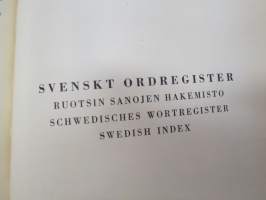 SVENSKT ORDREGISTER
RUOTSIN SANOJEN HAKEMISTO
SCHWEDISCHES WORTREGISTER
SWEDISH INDEX